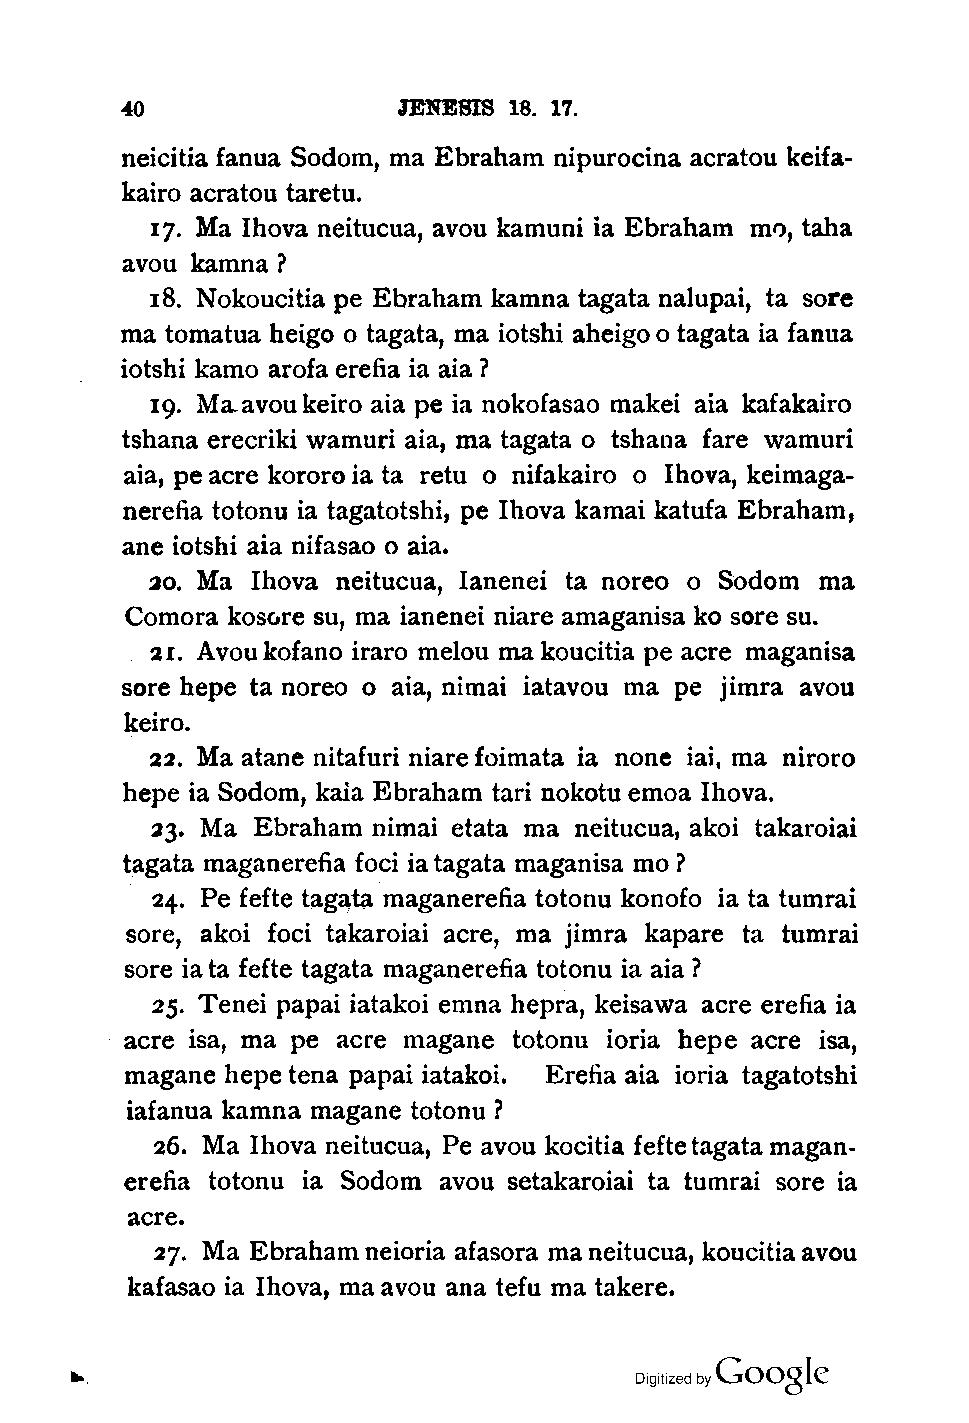 40 JENESIS 18. 17.
neicitia fanua Sodom, ma Ebraham nipurocina acratou keifa-
kairo acratou taretu.
17. Ma Ihova neitucua, avou kamuni ia Ebraham mo, taha
avou kamna ?
18. Nokoucitia pe Ebraham kamna tagata nalupai, ta sore
ma tomatua heigo o tagata, ma iotshi aheigo o tagata ia fanua
iotshi kamo arofa erefia ia aia ?
19. Ma avou keiro aia pe ia nokofasao makei aia kafakairo
tshana erecriki wamuri aia, ma tagata o tshana fare wamuri
aia, pe acre kororo ia ta retu o nifakairo o Ihova, keimaga-
nerefia totonu ia tagatotshi, pe Ihova kamai katufa Ebraham,
ane iotshi aia nifasao o aia.
20. Ma Ihova neitucua, Ianenei ta noreo o Sodom ma
Comora kosore su, ma ianenei niare amaganisa ko sore su.
21. Avou kofano iraro melou ma koucitia pe acre maganisa
sore hepe ta noreo o aia, nimai iatavou ma pe jimra avou
keiro.
22. Ma atane nitafuri niare foimata ia none iai, ma niroro
hepe ia Sodom, kaia Ebraham tari nokotu emoa Ihova.
23. Ma Ebraham nimai etata ma neitucua, akoi takaroiai
tagata maganerefia foci ia tagata maganisa mo ?
24. Pe fefte tagata maganerefia totonu konofo ia ta tumrai
sore, akoi foci takaroiai acre, ma jimra kapare ta tumrai
sore ia ta fefte tagata maganerefia totonu ia aia ?
25. Tenei papai iatakoi emna hepra, keisawa acre erefia ia
acre isa, ma pe acre magane totonu ioria hepe acre isa,
magane hepe tena papai iatakoi. Erefia aia ioria tagatotshi
iafanua kamna magane totonu ?
26. Ma Ihova neitucua, Pe avou kocitia fefte tagata magan-
erefia totonu ia Sodom avou setakaroiai ta tumrai sore ia
acre.
27. Ma Ebraham neioria afasora ma neitucua, koucitia avou
kafasao ia Ihova, ma avou ana tefu ma takere.
Digitized by Google